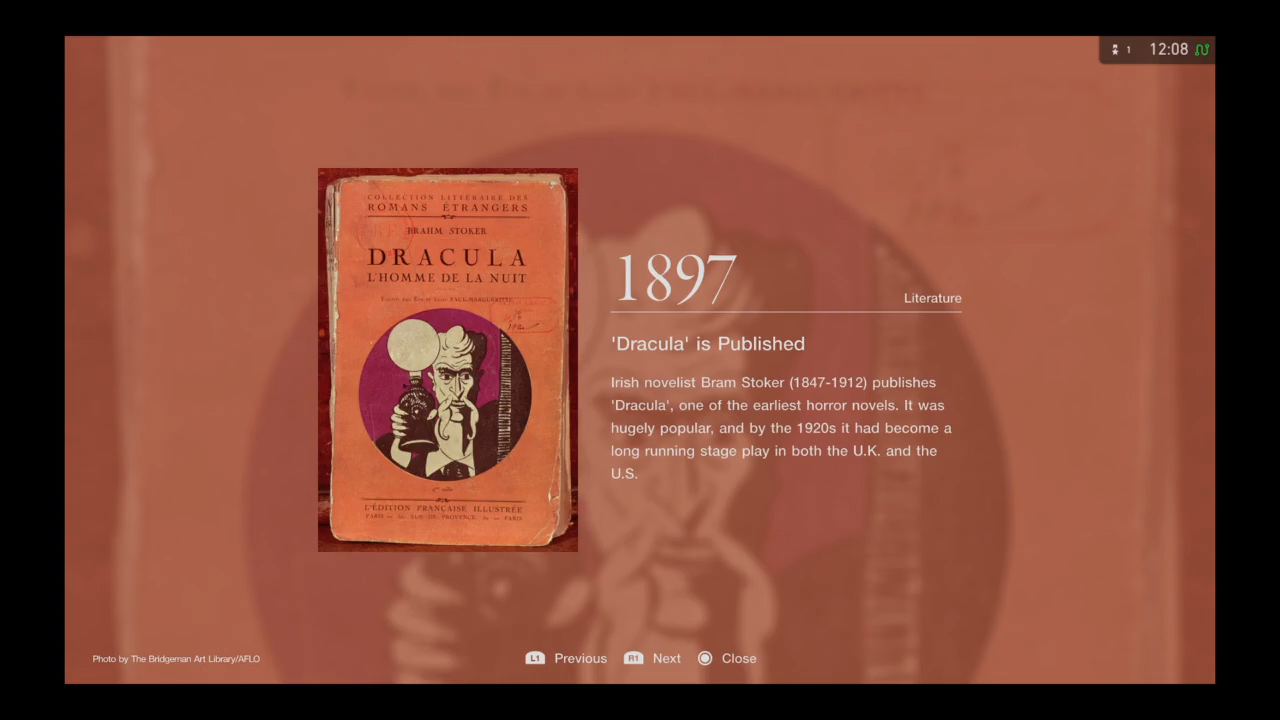 1 12:08
COLLECTION LITTÉRAIRE DES
ROMANS ÉTRANGERS
BRAHM STOKER
DRACULA
L'HOMME DE LA NUIT
L'ÉDITION FRANÇAISE ILLUSTRÉE
1897
Literature
'Dracula' is Published
Irish novelist Bram Stoker (1847-1912) publishes
'Dracula', one of the earliest horror novels. It was
hugely popular, and by the 1920s it had become a
long running stage play in both the U.K. and the
U.S.
Photo by The Bridgeman Art Library/AFLO
L1 Previous R1 Next Close